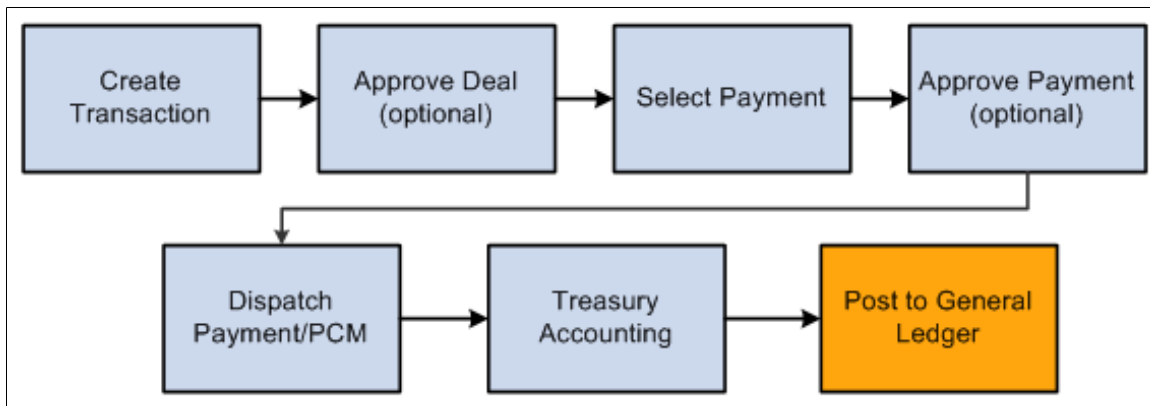 Create
Transaction
Approve Deal
(optional)
Select Payment
Approve Payment
(optional)
Dispatch
Payment/PCM
Treasury
Accounting
Post to General
Ledger